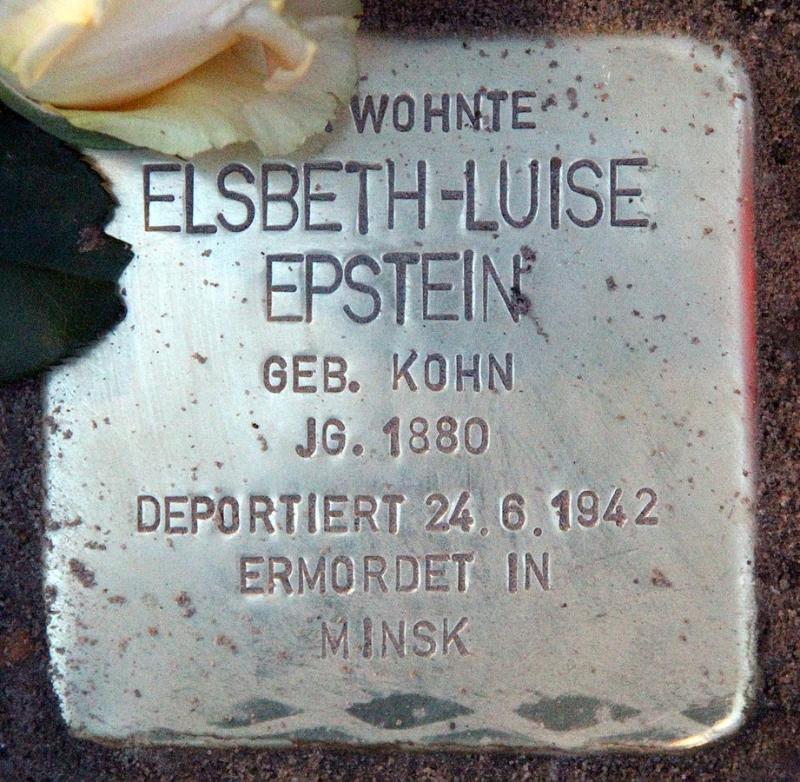 WOHNTE
ELSBETH-LUISE
EPSTEIN
GEB. KOHN
JG. 1880
DEPORTIERT 24.6.1942
ERMORDET IN
MINSK